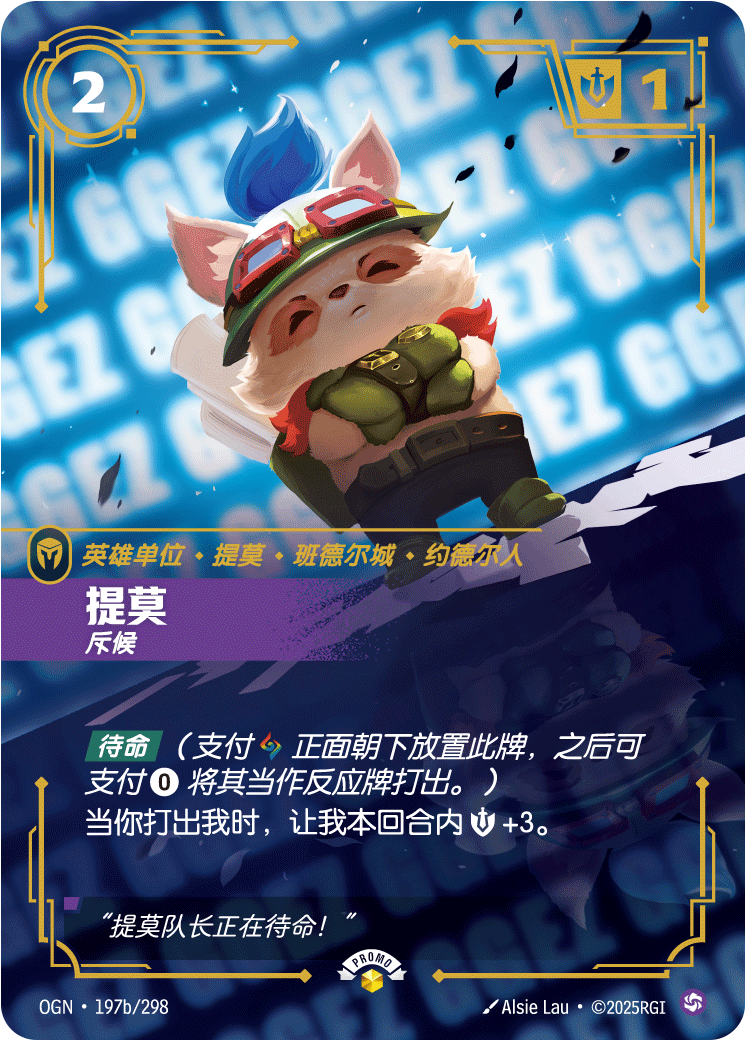 2
1
GGEZ GGEZ GGEZ
英雄单位 • 提莫 • 班德尔城 • 约德尔人
提莫
斥候
待命（支付 正面朝下放置此牌，之后可
支付 0 将其当作反应牌打出。）
当你打出我时，让我本回合内 +3。
“提莫队长正在待命！”
PROMO
OGN • 197b/298
Alsie Lau • ©2025RGI